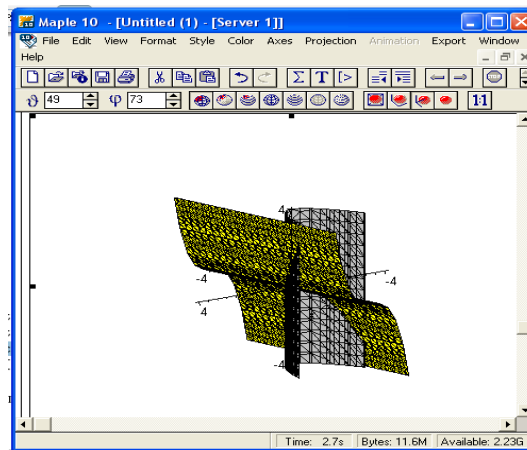 Maple 10 - [Untitled (1) - [Server 1]]
File Edit View Format Style Color Axes Projection Animation Export Window
Help
Σ T [>
ϑ 49 φ 73 1:1
4
-4
-4
4
-4
Time: 2.7s Bytes: 11.6M Available: 2.23G